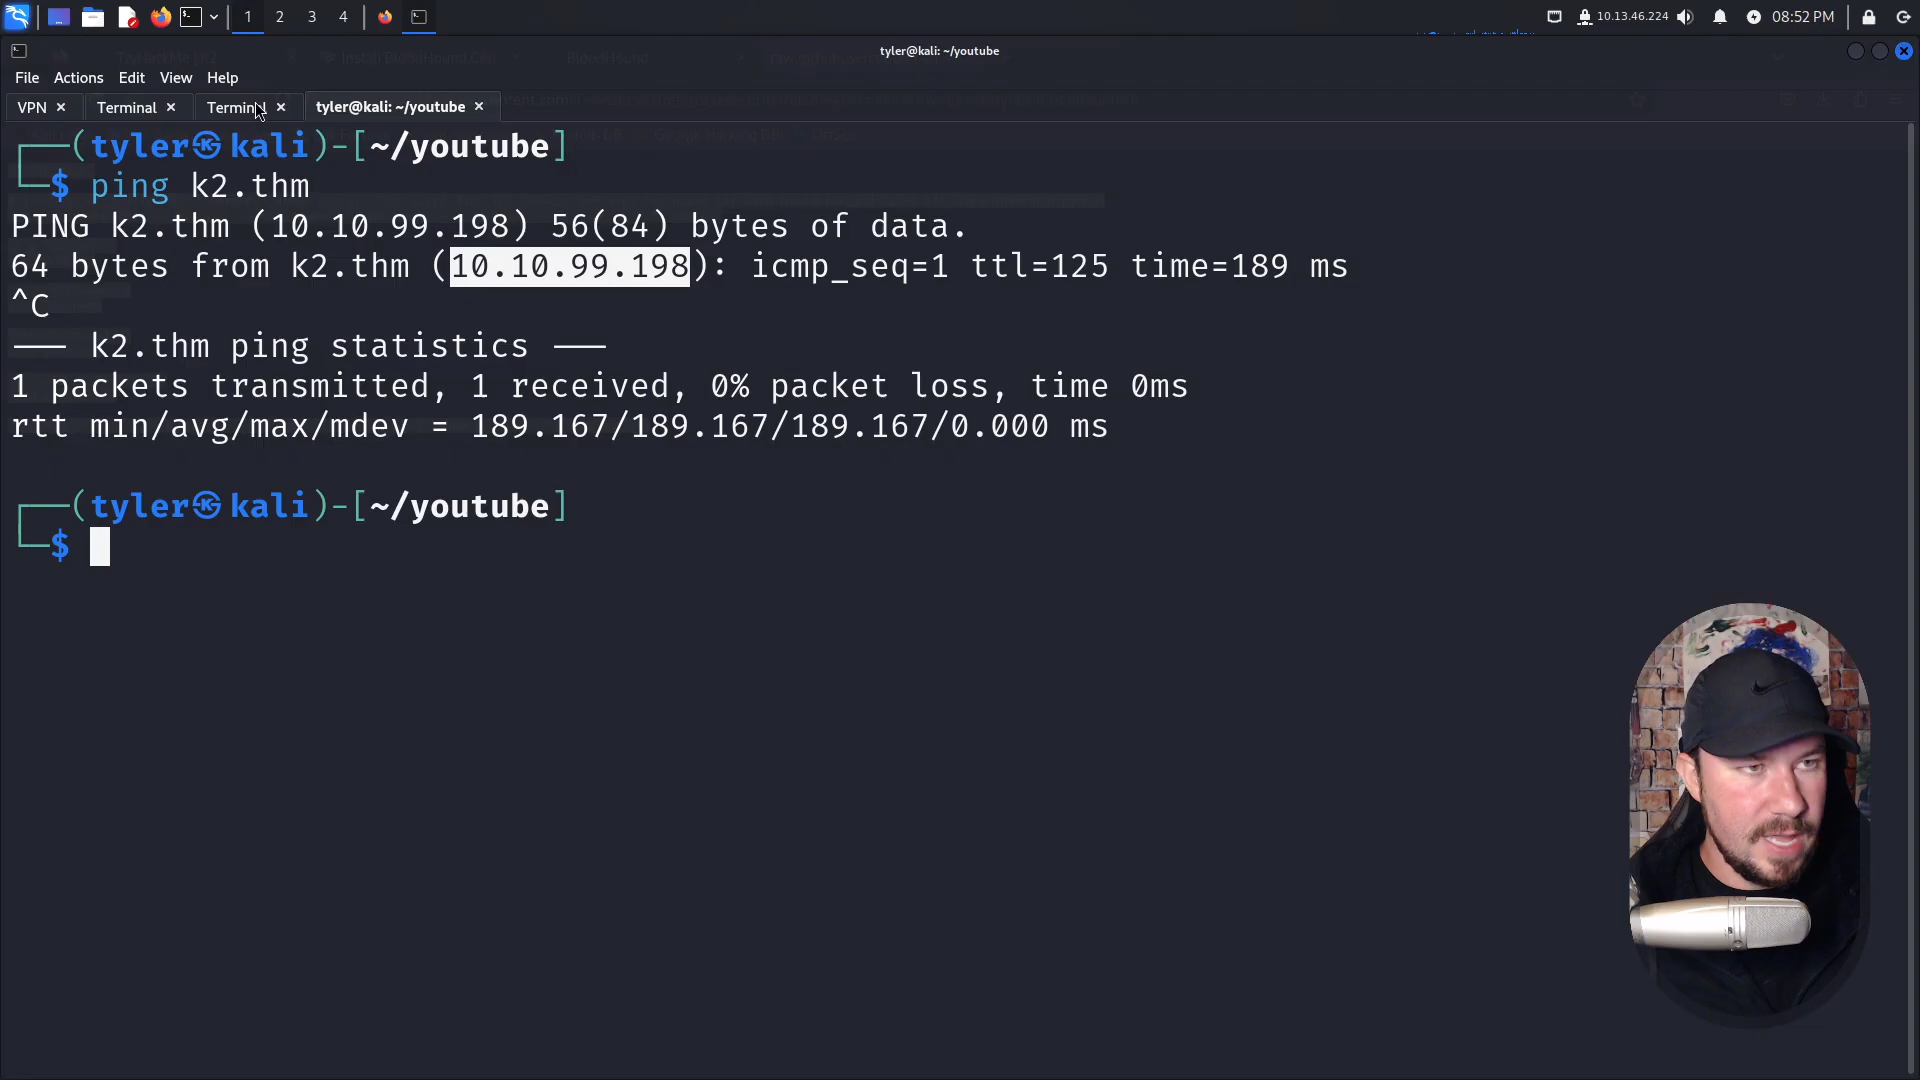 1 2 3 4
10.13.46.224
08:52 PM
tyler@kali: ~/youtube
File Actions Edit View Help
VPN Terminal Terminal tyler@kali: ~/youtube
┌──(tyler㉿kali)-[~/youtube]
└─$ ping k2.thm
PING k2.thm (10.10.99.198) 56(84) bytes of data.
64 bytes from k2.thm (10.10.99.198): icmp_seq=1 ttl=125 time=189 ms
^C
--- k2.thm ping statistics ---
1 packets transmitted, 1 received, 0% packet loss, time 0ms
rtt min/avg/max/mdev = 189.167/189.167/189.167/0.000 ms
┌──(tyler㉿kali)-[~/youtube]
└─$